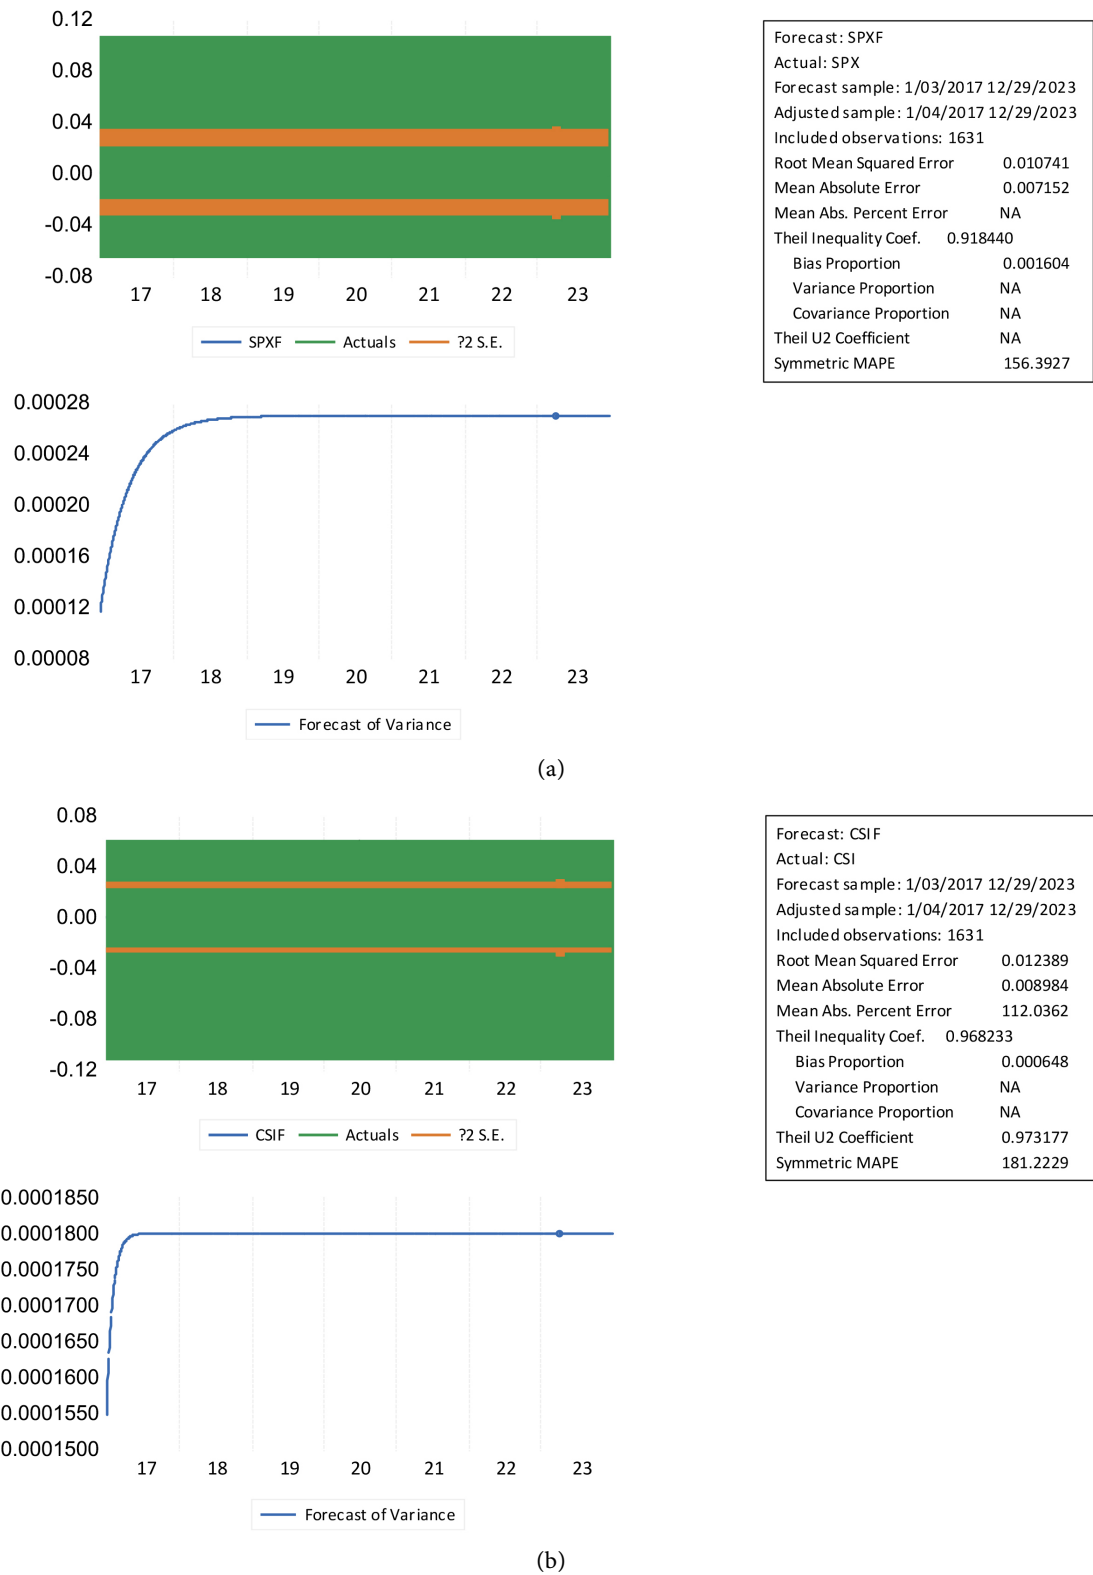 0.12
0.08
0.04
0.00
-0.04
-0.08
17 18 19 20 21 22 23
SPXF Actuals ?2 S.E.
Forecast: SPXF
Actual: SPX
Forecast sample: 1/03/2017 12/29/2023
Adjusted sample: 1/04/2017 12/29/2023
Included observations: 1631
Root Mean Squared Error 0.010741
Mean Absolute Error 0.007152
Mean Abs. Percent Error NA
Theil Inequality Coef. 0.918440
Bias Proportion 0.001604
Variance Proportion NA
Covariance Proportion NA
Theil U2 Coefficient NA
Symmetric MAPE 156.3927
0.00028
0.00024
0.00020
0.00016
0.00012
0.00008
17 18 19 20 21 22 23
Forecast of Variance
(a)
0.08
0.04
0.00
-0.04
-0.08
-0.12
17 18 19 20 21 22 23
CSIF Actuals ?2 S.E.
Forecast: CSIF
Actual: CSI
Forecast sample: 1/03/2017 12/29/2023
Adjusted sample: 1/04/2017 12/29/2023
Included observations: 1631
Root Mean Squared Error 0.012389
Mean Absolute Error 0.008984
Mean Abs. Percent Error 112.0362
Theil Inequality Coef. 0.968233
Bias Proportion 0.000648
Variance Proportion NA
Covariance Proportion NA
Theil U2 Coefficient 0.973177
Symmetric MAPE 181.2229
0.0001850
0.0001800
0.0001750
0.0001700
0.0001650
0.0001600
0.0001550
0.0001500
17 18 19 20 21 22 23
Forecast of Variance
(b)